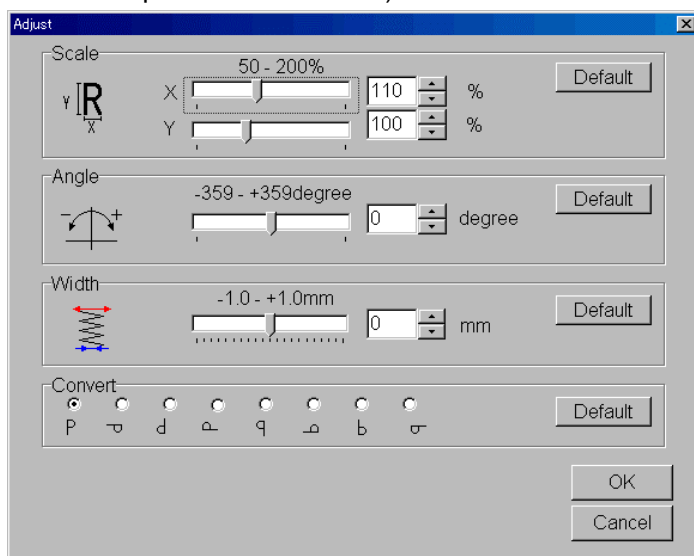 Adjust
Scale
50 - 200%
Default
Y R X
X 110 %
Y 100 %
Angle
-359 - +359degree
Default
- +
0 degree
Width
-1.0 - +1.0mm
Default
0 mm
Convert
Default
P
OK
Cancel